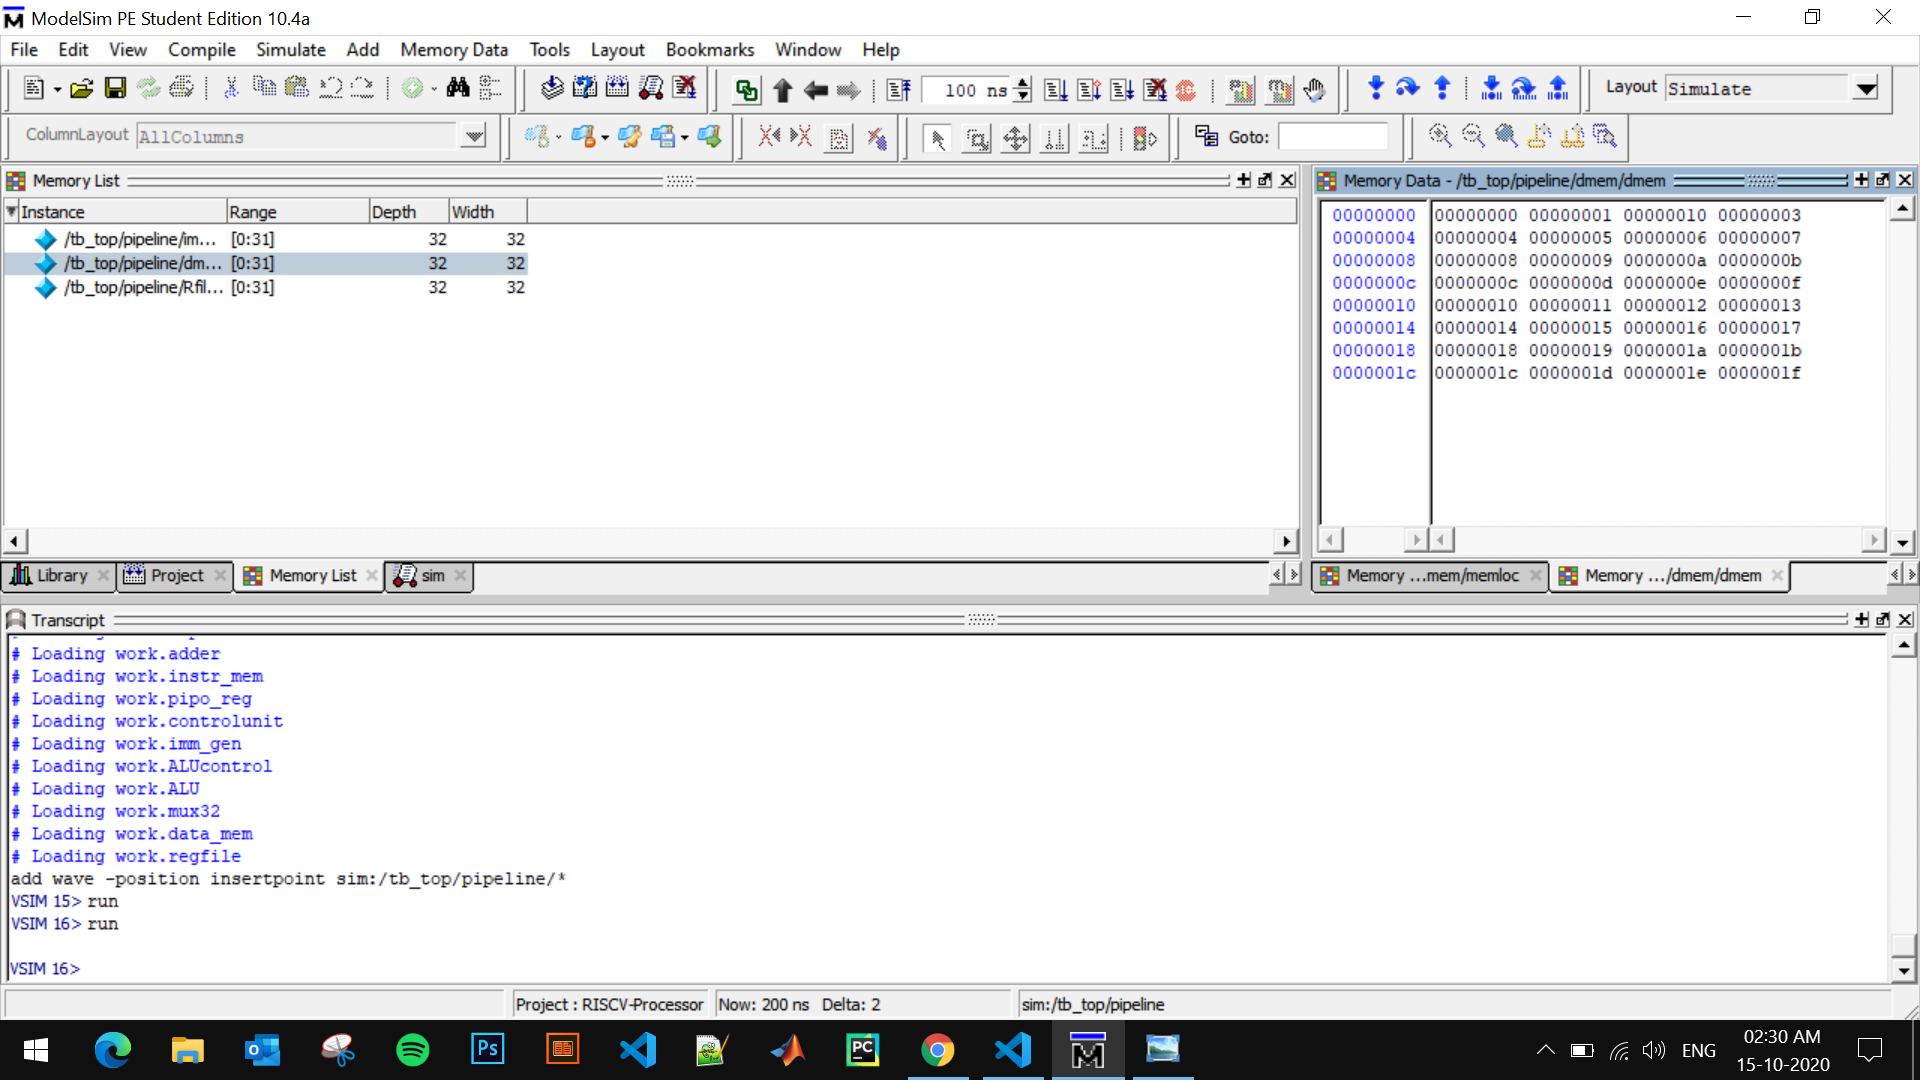 ModelSim PE Student Edition 10.4a
File Edit View Compile Simulate Add Memory Data Tools Layout Bookmarks Window Help
100 ns
Layout Simulate
ColumnLayout AllColumns
Goto:
Memory List
Instance Range Depth Width
/tb_top/pipeline/im... [0:31] 32 32
/tb_top/pipeline/dm... [0:31] 32 32
/tb_top/pipeline/Rfil... [0:31] 32 32
Memory Data - /tb_top/pipeline/dmem/dmem
00000000 00000000 00000001 00000010 00000003
00000004 00000004 00000005 00000006 00000007
00000008 00000008 00000009 0000000a 0000000b
0000000c 0000000c 0000000d 0000000e 0000000f
00000010 00000010 00000011 00000012 00000013
00000014 00000014 00000015 00000016 00000017
00000018 00000018 00000019 0000001a 0000001b
0000001c 0000001c 0000001d 0000001e 0000001f
Library Project Memory List sim
Memory ...mem/memloc Memory .../dmem/dmem
Transcript
# Loading work.adder
# Loading work.instr_mem
# Loading work.pipo_reg
# Loading work.controlunit
# Loading work.imm_gen
# Loading work.ALUcontrol
# Loading work.ALU
# Loading work.mux32
# Loading work.data_mem
# Loading work.regfile
add wave -position insertpoint sim:/tb_top/pipeline/*
VSIM 15> run
VSIM 16> run
VSIM 16>
Project : RISCV-Processor Now: 200 ns Delta: 2 sim:/tb_top/pipeline
Ps
PC
ENG
02:30 AM
15-10-2020